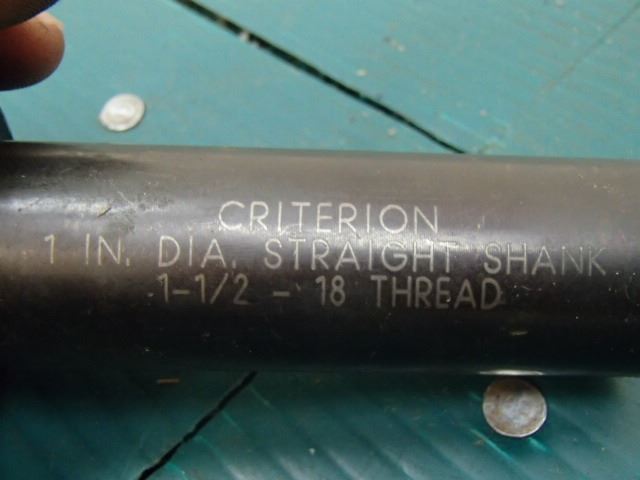 CRITERION
1 IN. DIA. STRAIGHT SHANK
1-1/2 - 18 THREAD